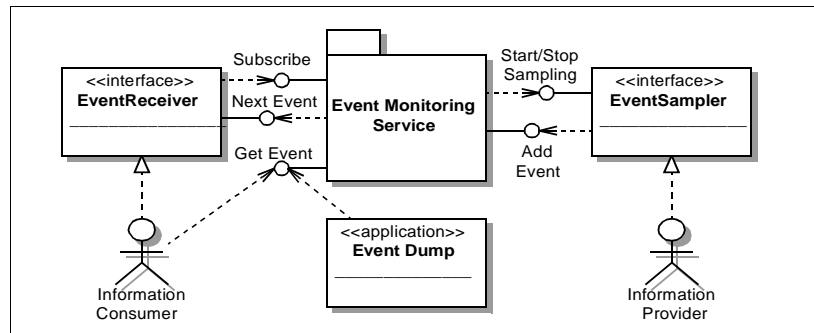 Subscribe
Start/Stop
Sampling
<<interface>>
EventReceiver
Next Event
Event Monitoring
Service
<<interface>>
EventSampler
Get Event
Add
Event
<<application>>
Event Dump
Information
Consumer
Information
Provider